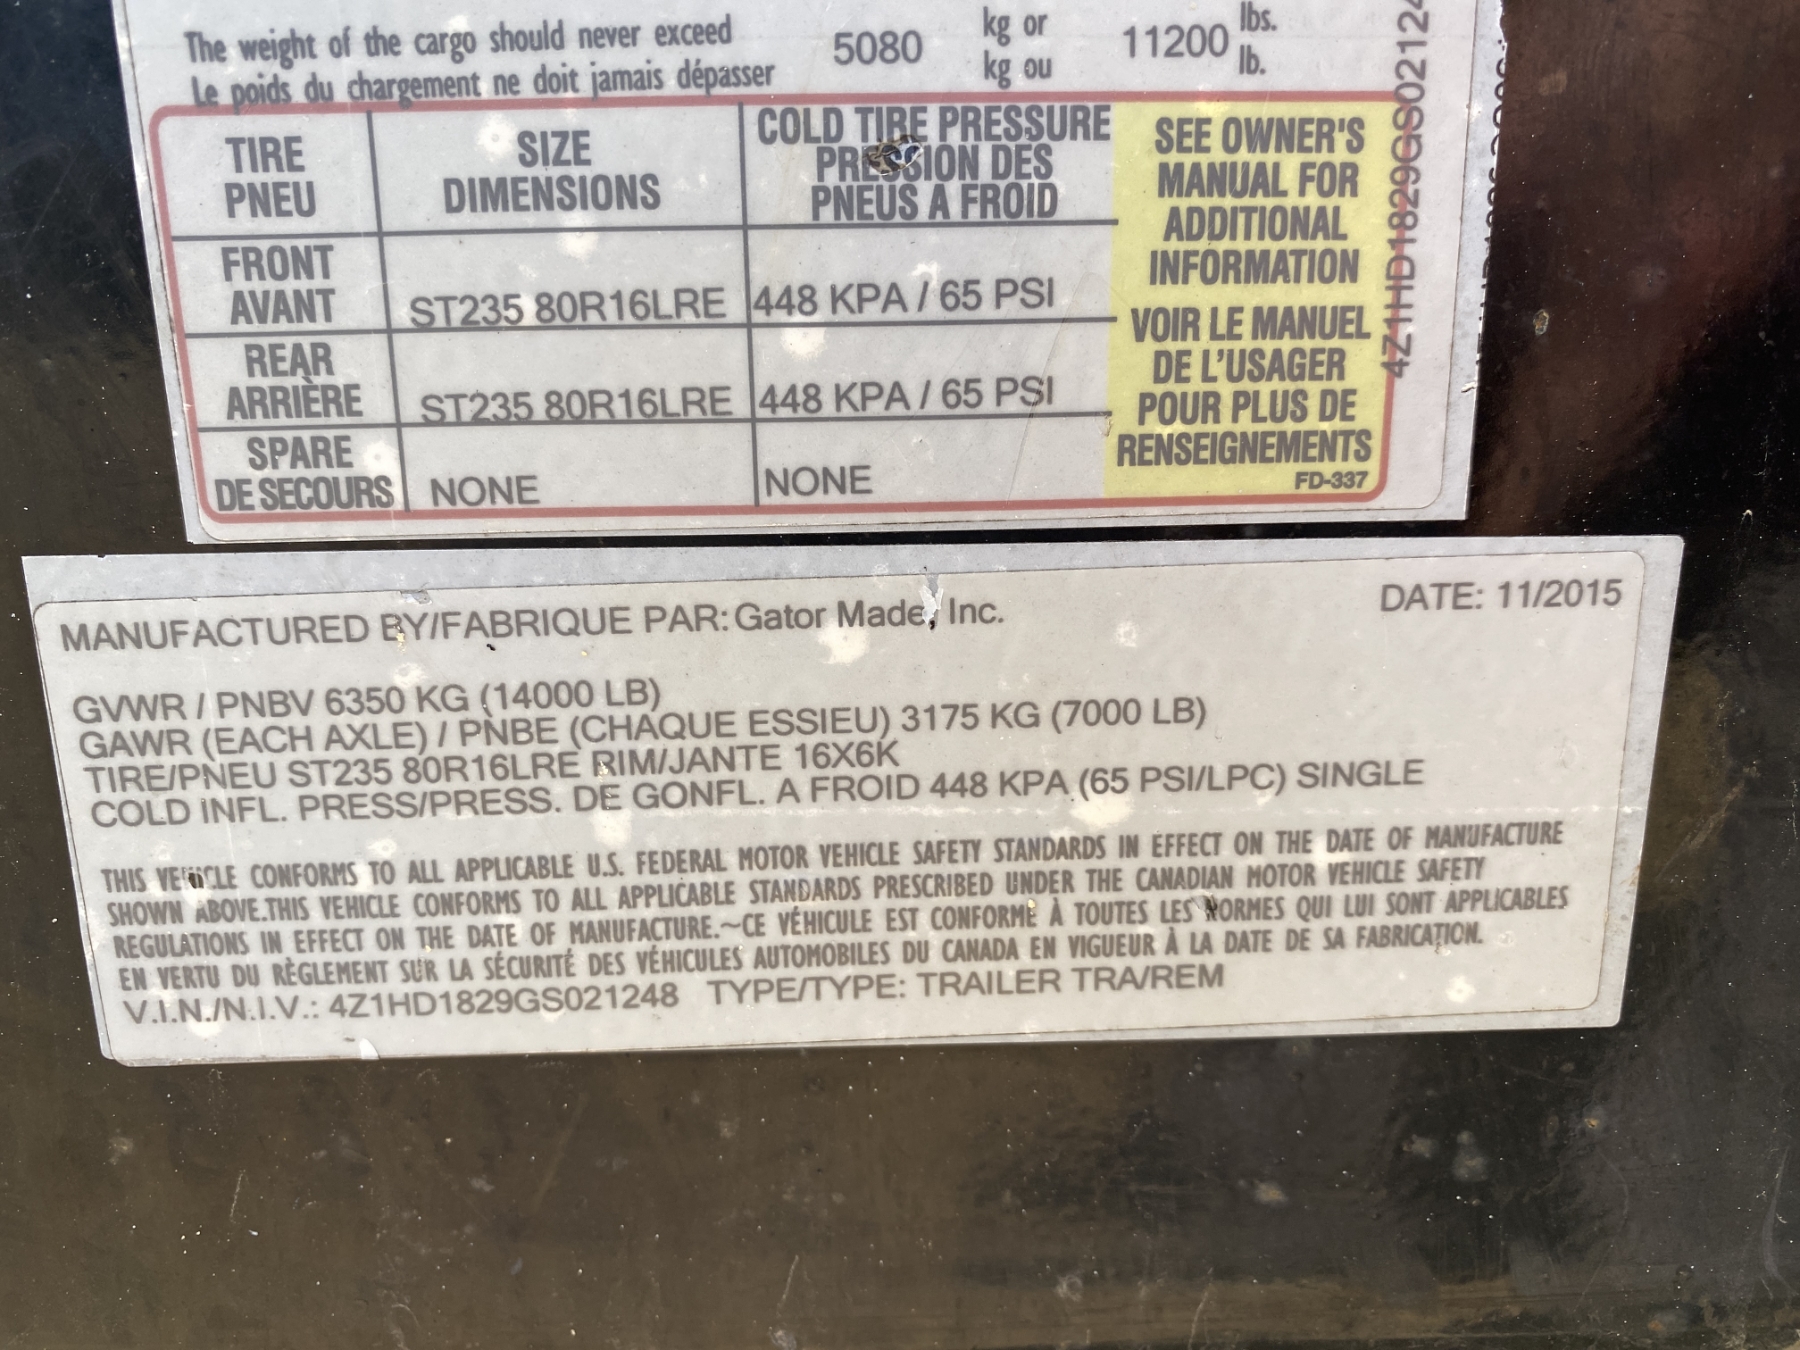 The weight of the cargo should never exceed 5080 kg or 11200 lbs.
Le poids du chargement ne doit jamais dépasser kg ou lb.
TIRE PNEU
SIZE DIMENSIONS
COLD TIRE PRESSURE
PRESSION DES
PNEUS A FROID
FRONT AVANT
ST235 80R16LRE
448 KPA / 65 PSI
REAR ARRIÈRE
ST235 80R16LRE
448 KPA / 65 PSI
SPARE DE SECOURS
NONE
NONE
SEE OWNER'S
MANUAL FOR
ADDITIONAL
INFORMATION
VOIR LE MANUEL
DE L'USAGER
POUR PLUS DE
RENSEIGNEMENTS
FD-337
4Z1HD1829GS02124
MANUFACTURED BY/FABRIQUE PAR: Gator Made, Inc.
DATE: 11/2015
GVWR / PNBV 6350 KG (14000 LB)
GAWR (EACH AXLE) / PNBE (CHAQUE ESSIEU) 3175 KG (7000 LB)
TIRE/PNEU ST235 80R16LRE RIM/JANTE 16X6K
COLD INFL. PRESS/PRESS. DE GONFL. A FROID 448 KPA (65 PSI/LPC) SINGLE
THIS VEHICLE CONFORMS TO ALL APPLICABLE U.S. FEDERAL MOTOR VEHICLE SAFETY STANDARDS IN EFFECT ON THE DATE OF MANUFACTURE
SHOWN ABOVE.THIS VEHICLE CONFORMS TO ALL APPLICABLE STANDARDS PRESCRIBED UNDER THE CANADIAN MOTOR VEHICLE SAFETY
REGULATIONS IN EFFECT ON THE DATE OF MANUFACTURE.~CE VÉHICULE EST CONFORME À TOUTES LES NORMES QUI LUI SONT APPLICABLES
EN VERTU DU RÈGLEMENT SUR LA SÉCURITÉ DES VÉHICULES AUTOMOBILES DU CANADA EN VIGUEUR À LA DATE DE SA FABRICATION.
V.I.N./N.I.V.: 4Z1HD1829GS021248 TYPE/TYPE: TRAILER TRA/REM